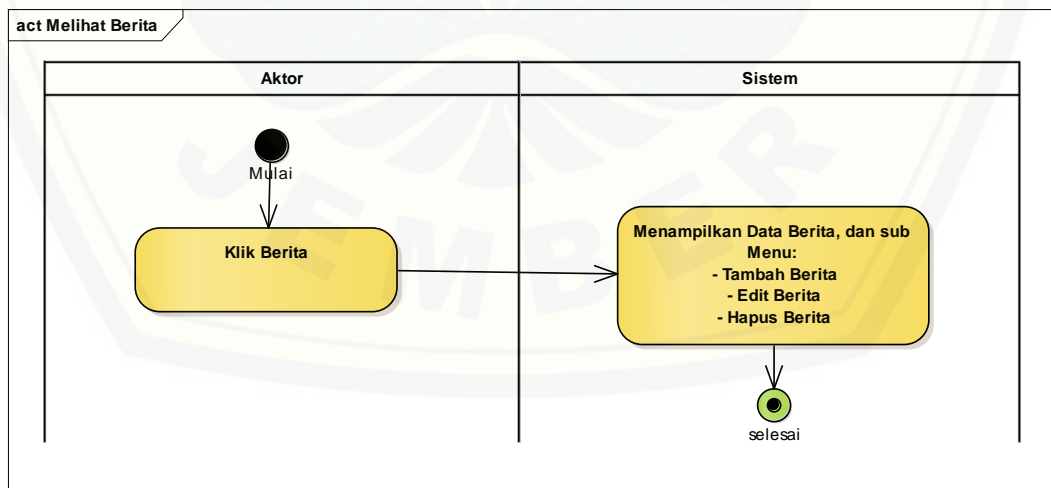 act Melihat Berita
Aktor
Sistem
Mulai
Klik Berita
Menampilkan Data Berita, dan sub
Menu:
- Tambah Berita
- Edit Berita
- Hapus Berita
selesai
JEMBER